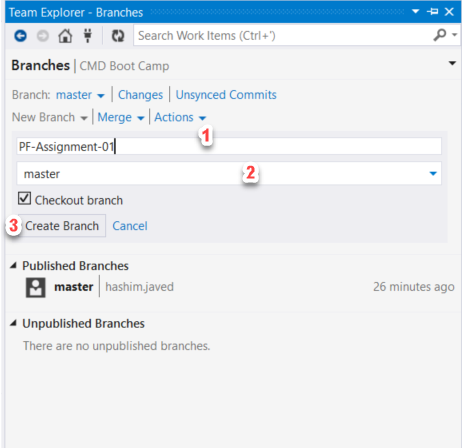 Team Explorer - Branches
Search Work Items (Ctrl+')
Branches | CMD Boot Camp
Branch: master | Changes | Unsynced Commits
New Branch | Merge | Actions
1
PF-Assignment-01
master
2
Checkout branch
3 Create Branch Cancel
Published Branches
master | hashim.javed 26 minutes ago
Unpublished Branches
There are no unpublished branches.